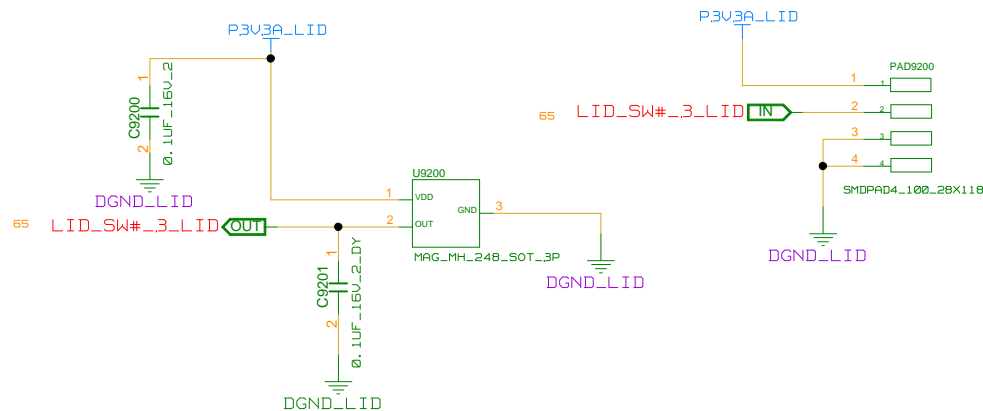 P3V3A_LID
P3V3A_LID
PAD9200
1
C9200
2
0.1UF_16V_2
DGND_LID
65 LID_SW#_3_LID OUT
U9200
1 VDD
2 OUT
GND 3
MAG_MH_248_SOT_3P
DGND_LID
1
C9201
2
0.1UF_16V_2_DY
DGND_LID
65 LID_SW#_3_LID IN
1 1
2 2
3 3
4 4
SMDPAD4_100_28X118
DGND_LID